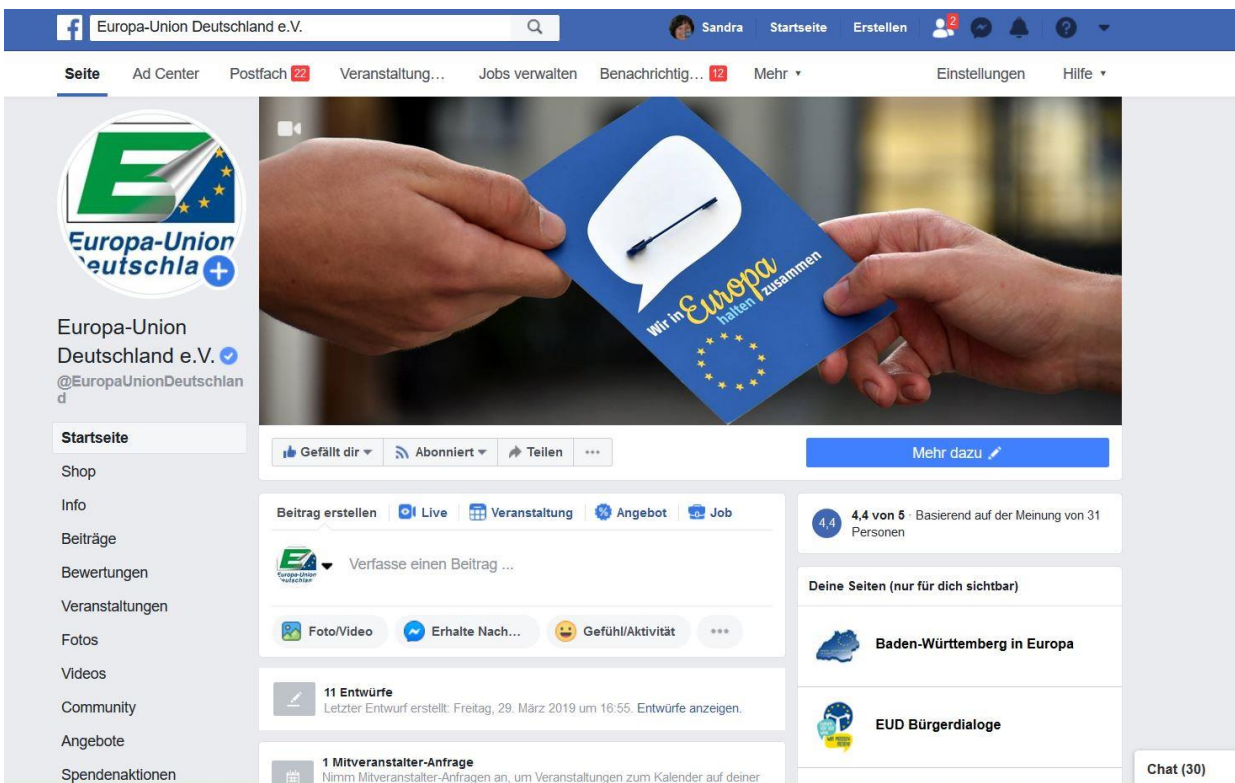 Europa-Union Deutschland e.V.
Sandra
Startseite
Erstellen
2
Seite
Ad Center
Postfach 22
Veranstaltung...
Jobs verwalten
Benachrichtig... 12
Mehr
Einstellungen
Hilfe
Europa-Union
Deutschla
Wir in Europa
halten zusammen
Europa-Union
Deutschland e.V.
@EuropaUnionDeutschlan
d
Startseite
Shop
Info
Beiträge
Bewertungen
Veranstaltungen
Fotos
Videos
Community
Angebote
Spendenaktionen
Gefällt dir
Abonniert
Teilen
Mehr dazu
Beitrag erstellen
Live
Veranstaltung
Angebot
Job
Europa-Union
Verfasse einen Beitrag ...
Foto/Video
Erhalte Nach...
Gefühl/Aktivität
11 Entwürfe
Letzter Entwurf erstellt: Freitag, 29. März 2019 um 16:55. Entwürfe anzeigen.
1 Mitveranstalter-Anfrage
Nimm Mitveranstalter-Anfragen an, um Veranstaltungen zum Kalender auf deiner
4,4
4,4 von 5 · Basierend auf der Meinung von 31
Personen
Deine Seiten (nur für dich sichtbar)
Baden-Württemberg in Europa
EUD Bürgerdialoge
Chat (30)